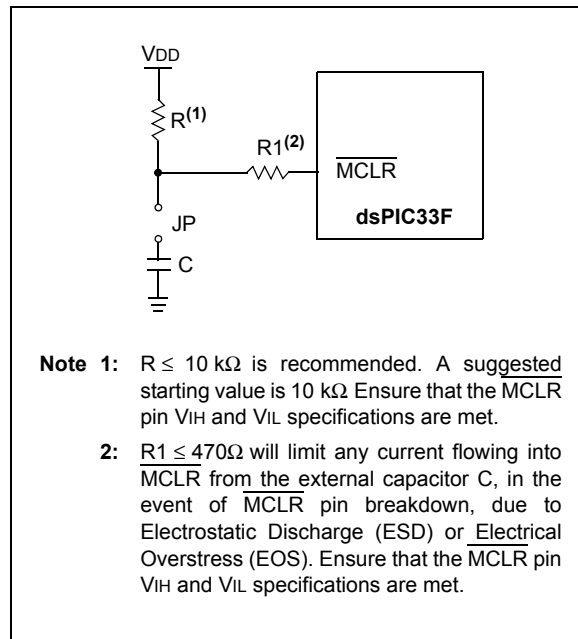 VDD
R(1)
R1(2)
MCLR
dsPIC33F
JP
C
Note 1: R ≤ 10 kΩ is recommended. A suggested
starting value is 10 kΩ Ensure that the MCLR
pin VIH and VIL specifications are met.
2: R1 ≤ 470Ω will limit any current flowing into
MCLR from the external capacitor C, in the
event of MCLR pin breakdown, due to
Electrostatic Discharge (ESD) or Electrical
Overstress (EOS). Ensure that the MCLR pin
VIH and VIL specifications are met.